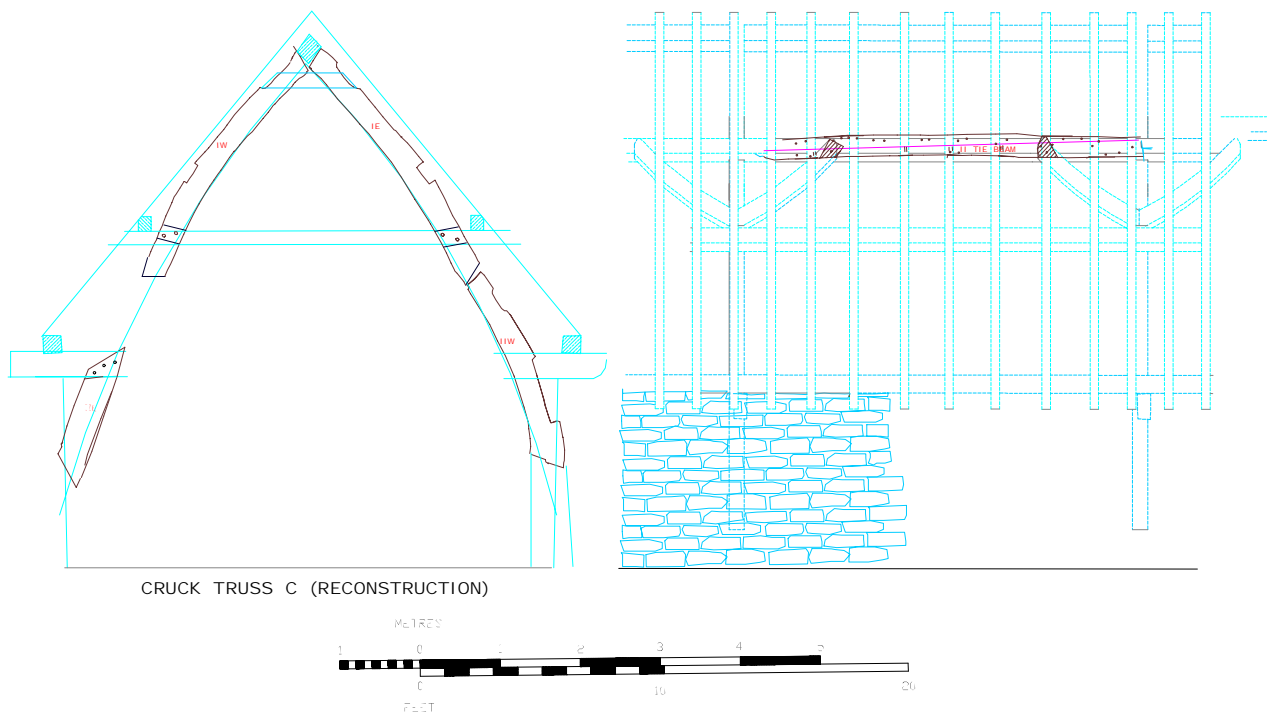 IW
IE
IIW
II TIE BEAM
CRUCK TRUSS C (RECONSTRUCTION)
METRES
1 0 1 2 3 4 5
0 10 20
FEET